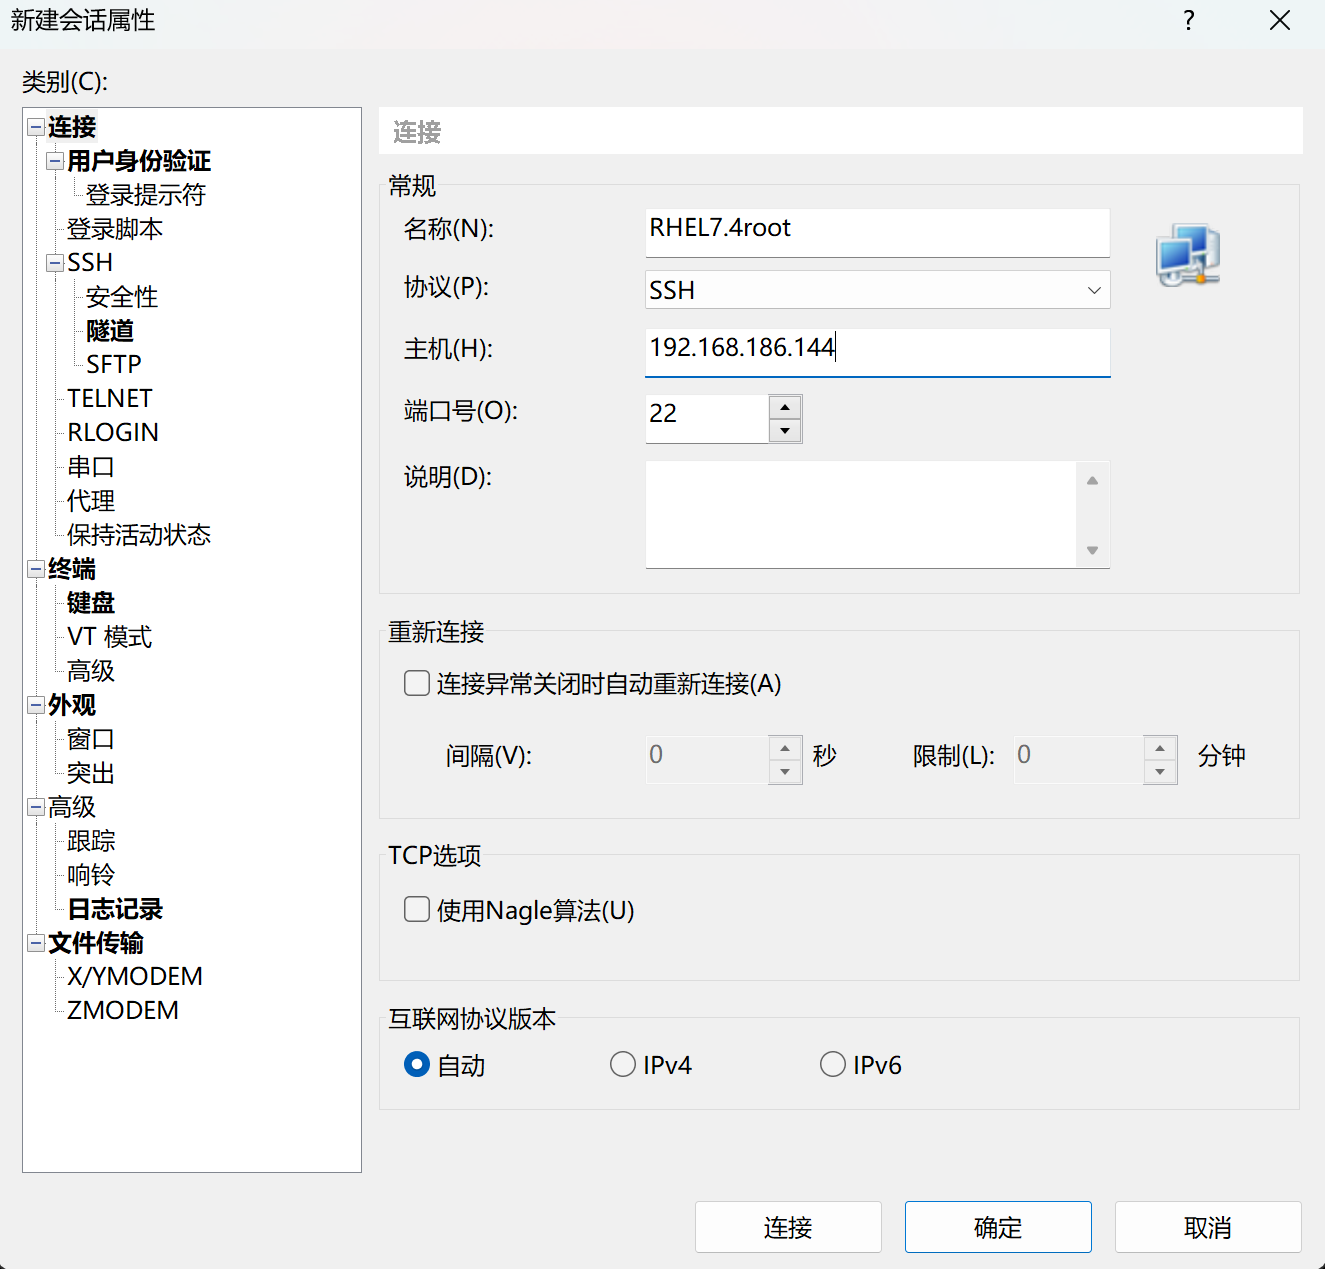 新建会话属性
?
类别(C):
连接
用户身份验证
登录提示符
登录脚本
SSH
安全性
隧道
SFTP
TELNET
RLOGIN
串口
代理
保持活动状态
终端
键盘
VT 模式
高级
外观
窗口
突出
高级
跟踪
响铃
日志记录
文件传输
X/YMODEM
ZMODEM
连接
常规
名称(N): RHEL7.4root
协议(P): SSH
主机(H): 192.168.186.144
端口号(O): 22
说明(D):
重新连接
连接异常关闭时自动重新连接(A)
间隔(V): 0 秒 限制(L): 0 分钟
TCP选项
使用Nagle算法(U)
互联网协议版本
自动 IPv4 IPv6
连接 确定 取消